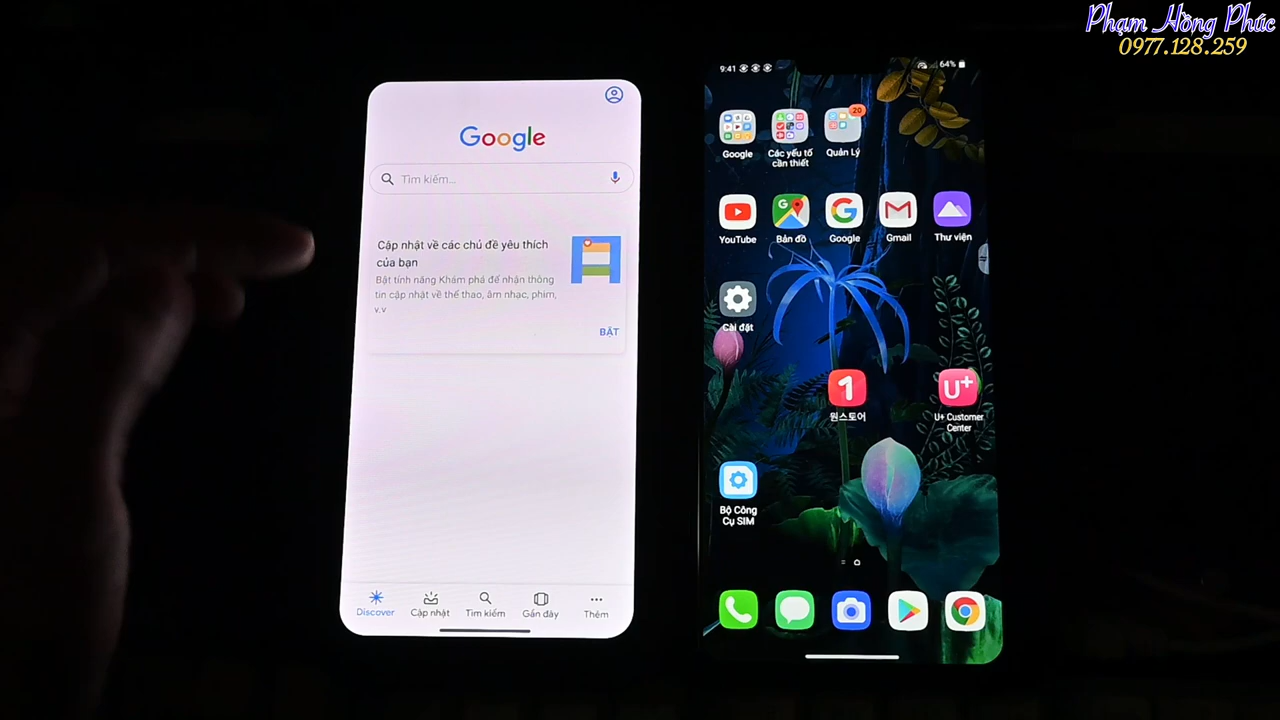 Phạm Hồng Phúc
0977.128.259
Google
Tìm kiếm...
Cập nhật về các chủ đề yêu thích
của bạn
Bật tính năng Khám phá để nhận thông
tin cập nhật về thể thao, âm nhạc, phim,
v.v
BẬT
Discover
Cập nhật
Tìm kiếm
Gần đây
Thêm
9:41
64%
20
Google
Các yếu tố
cần thiết
Quản Lý
YouTube
Bản đồ
Google
Gmail
Thư viện
Cài đặt
1
원스토어
U+
U+ Customer
Center
Bộ Công
Cụ SIM